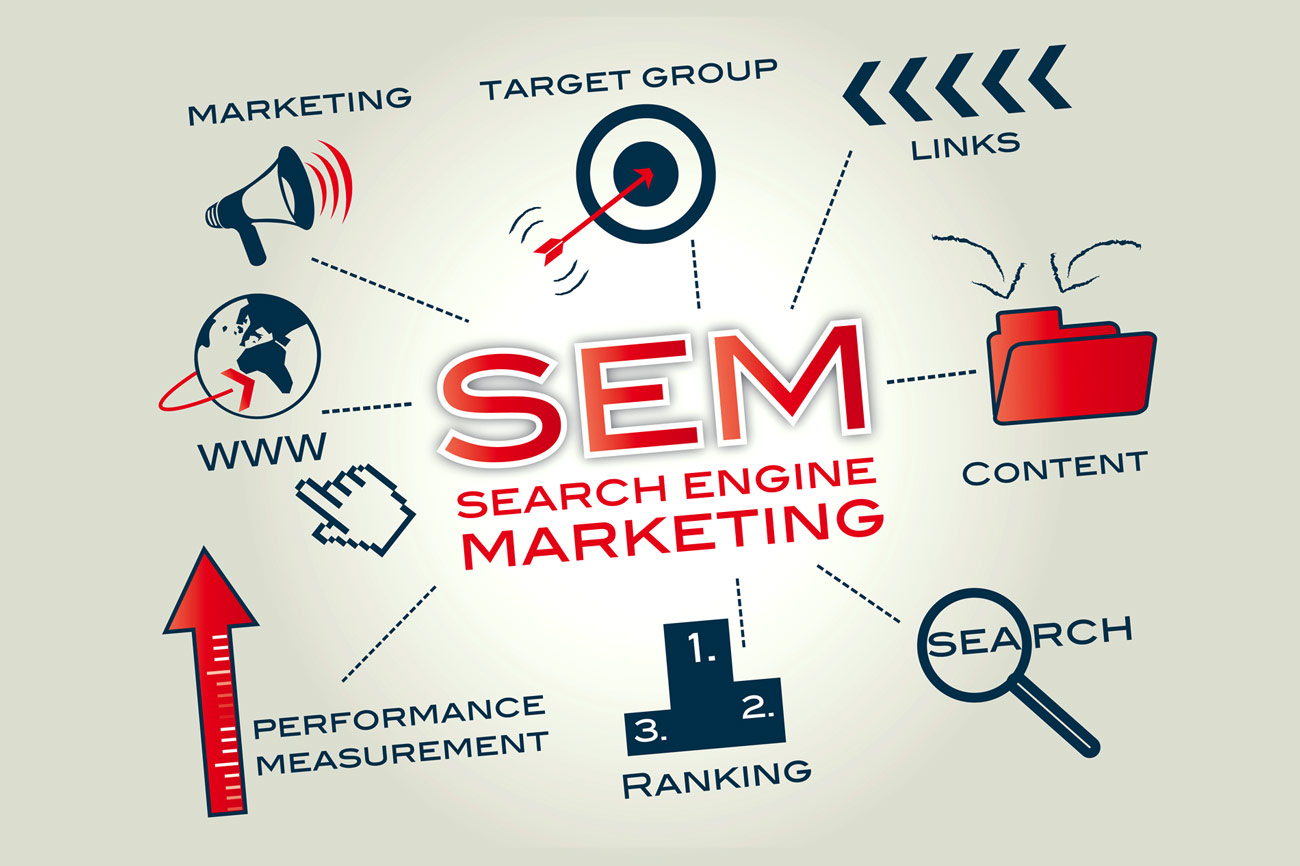 MARKETING
TARGET GROUP
LINKS
WWW
SEM
SEARCH ENGINE
MARKETING
CONTENT
PERFORMANCE
MEASUREMENT
1.
2.
3.
RANKING
SEARCH